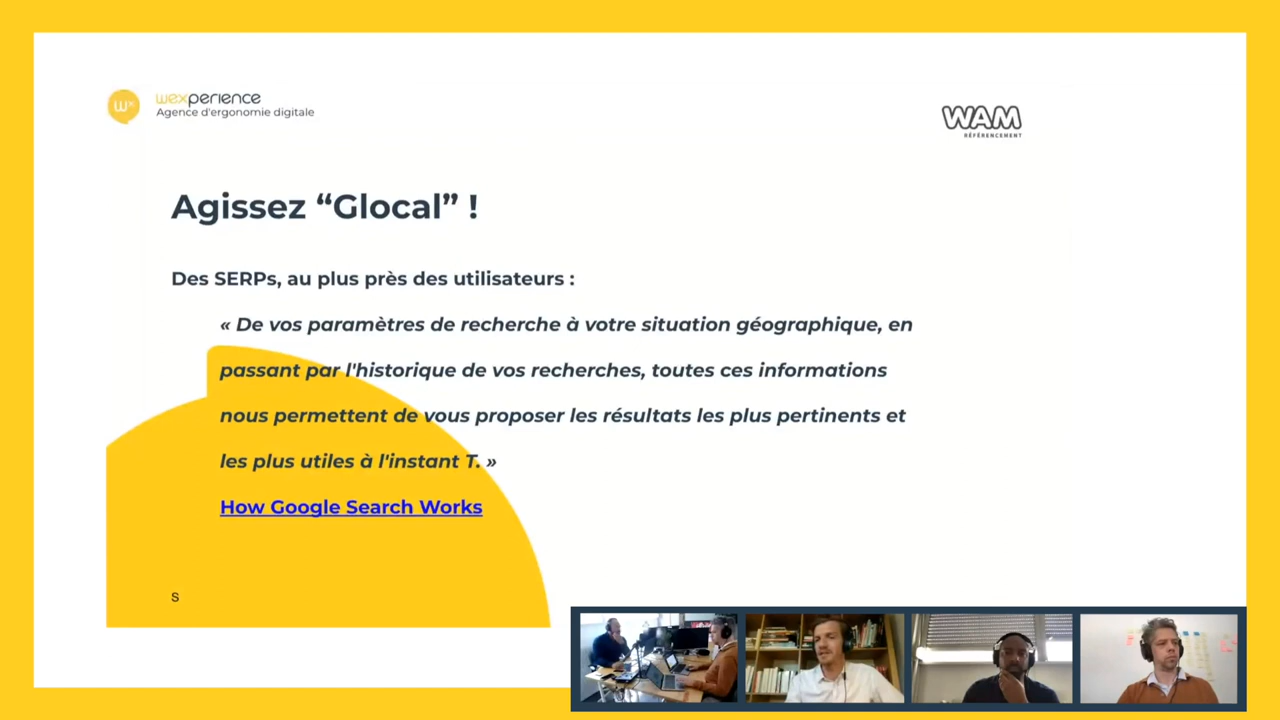 wexperience
Agence d'ergonomie digitale
WAM
RÉFÉRENCEMENT
Agissez “Glocal” !
Des SERPs, au plus près des utilisateurs :
« De vos paramètres de recherche à votre situation géographique, en
passant par l'historique de vos recherches, toutes ces informations
nous permettent de vous proposer les résultats les plus pertinents et
les plus utiles à l'instant T. »
How Google Search Works
S